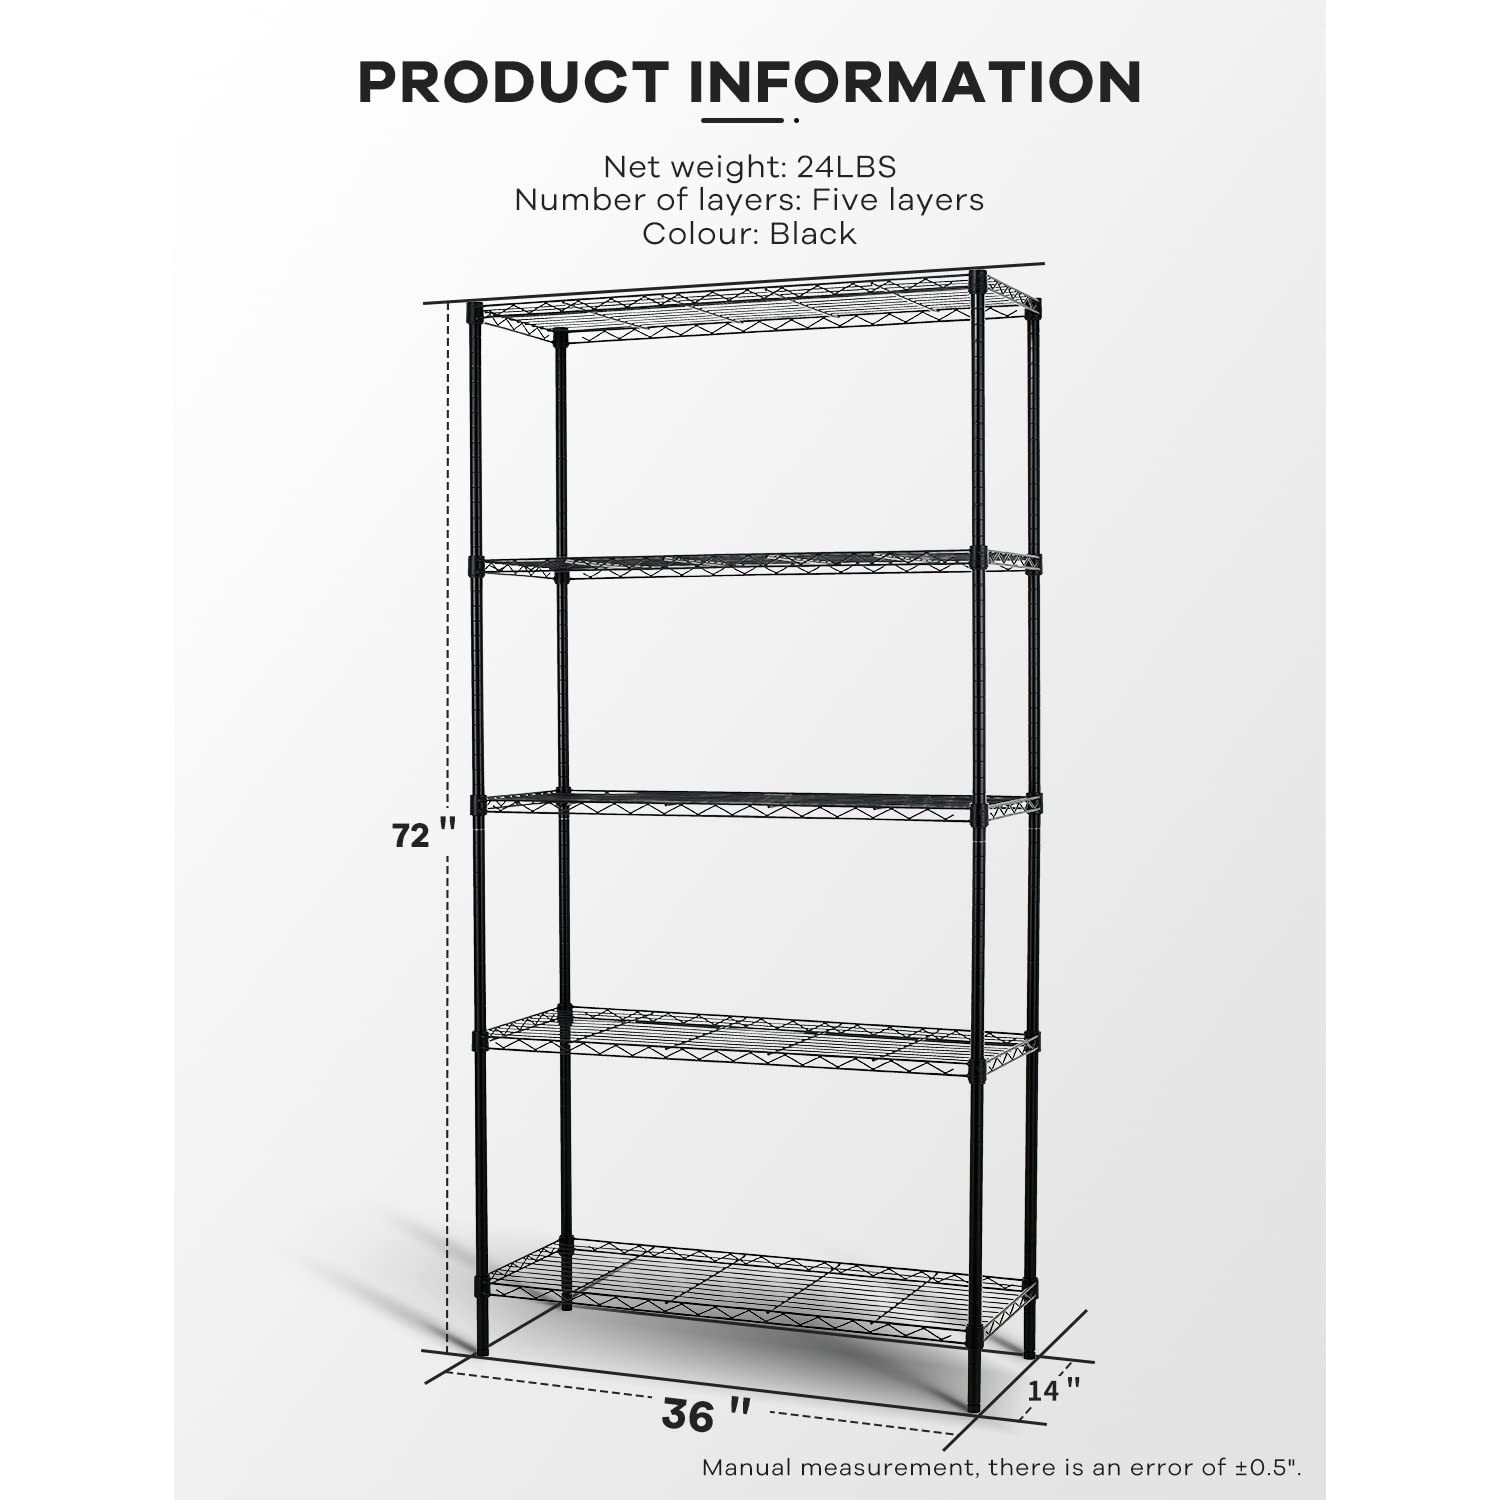 PRODUCT INFORMATION
Net weight: 24LBS
Number of layers: Five layers
Colour: Black
72 "
36 "
14 "
Manual measurement, there is an error of ±0.5".